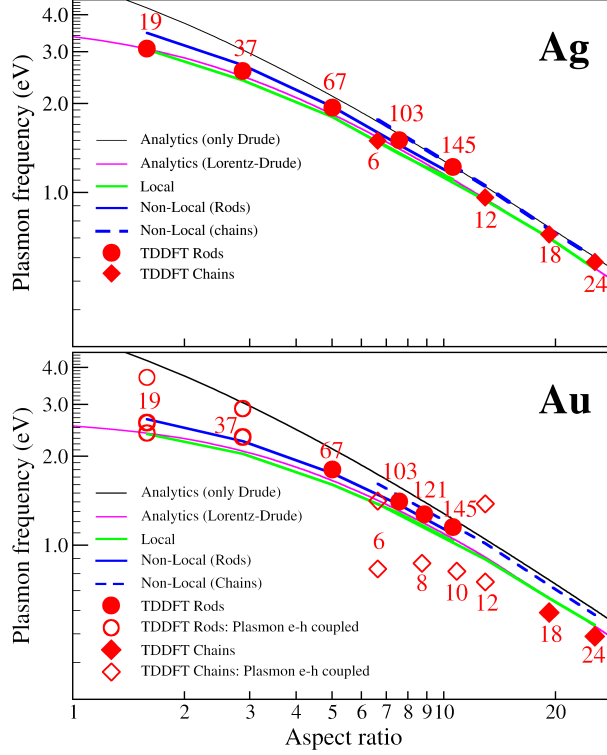 4.0
3.0
2.0
1.0
Plasmon frequency (eV)
Ag
19
37
67
103
145
6
12
18
24
Analytics (only Drude)
Analytics (Lorentz-Drude)
Local
Non-Local (Rods)
Non-Local (chains)
TDDFT Rods
TDDFT Chains
4.0
3.0
2.0
1.0
Plasmon frequency (eV)
Au
19
37
67
103
121
145
6
8
10
12
18
24
Analytics (only Drude)
Analytics (Lorentz-Drude)
Local
Non-Local (Rods)
Non-Local (Chains)
TDDFT Rods
TDDFT Rods: Plasmon e-h coupled
TDDFT Chains
TDDFT Chains: Plasmon e-h coupled
1 2 3 4 5 6 7 8 9 10 20
Aspect ratio